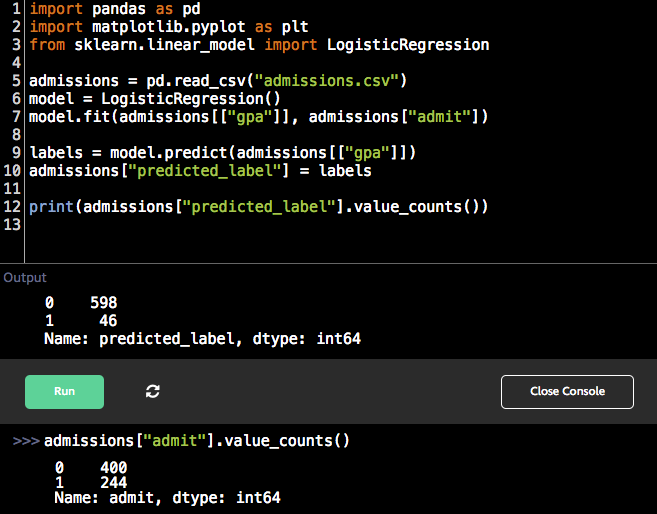 1 import pandas as pd
2 import matplotlib.pyplot as plt
3 from sklearn.linear_model import LogisticRegression
4
5 admissions = pd.read_csv("admissions.csv")
6 model = LogisticRegression()
7 model.fit(admissions[["gpa"]], admissions["admit"])
8
9 labels = model.predict(admissions[["gpa"]])
10 admissions["predicted_label"] = labels
11
12 print(admissions["predicted_label"].value_counts())
13
Output
0    598
1     46
Name: predicted_label, dtype: int64
Run
Close Console
>>> admissions["admit"].value_counts()
0    400
1    244
Name: admit, dtype: int64